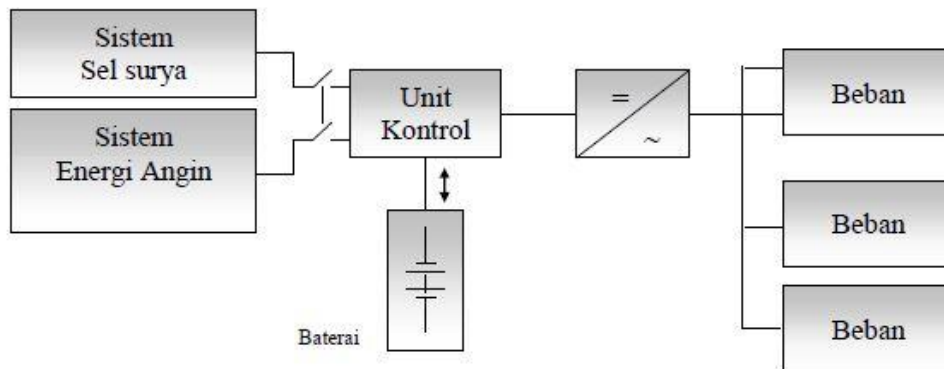 Sistem
Sel surya
Sistem
Energi Angin
Unit
Kontrol
=
~
Beban
Beban
Beban
Baterai